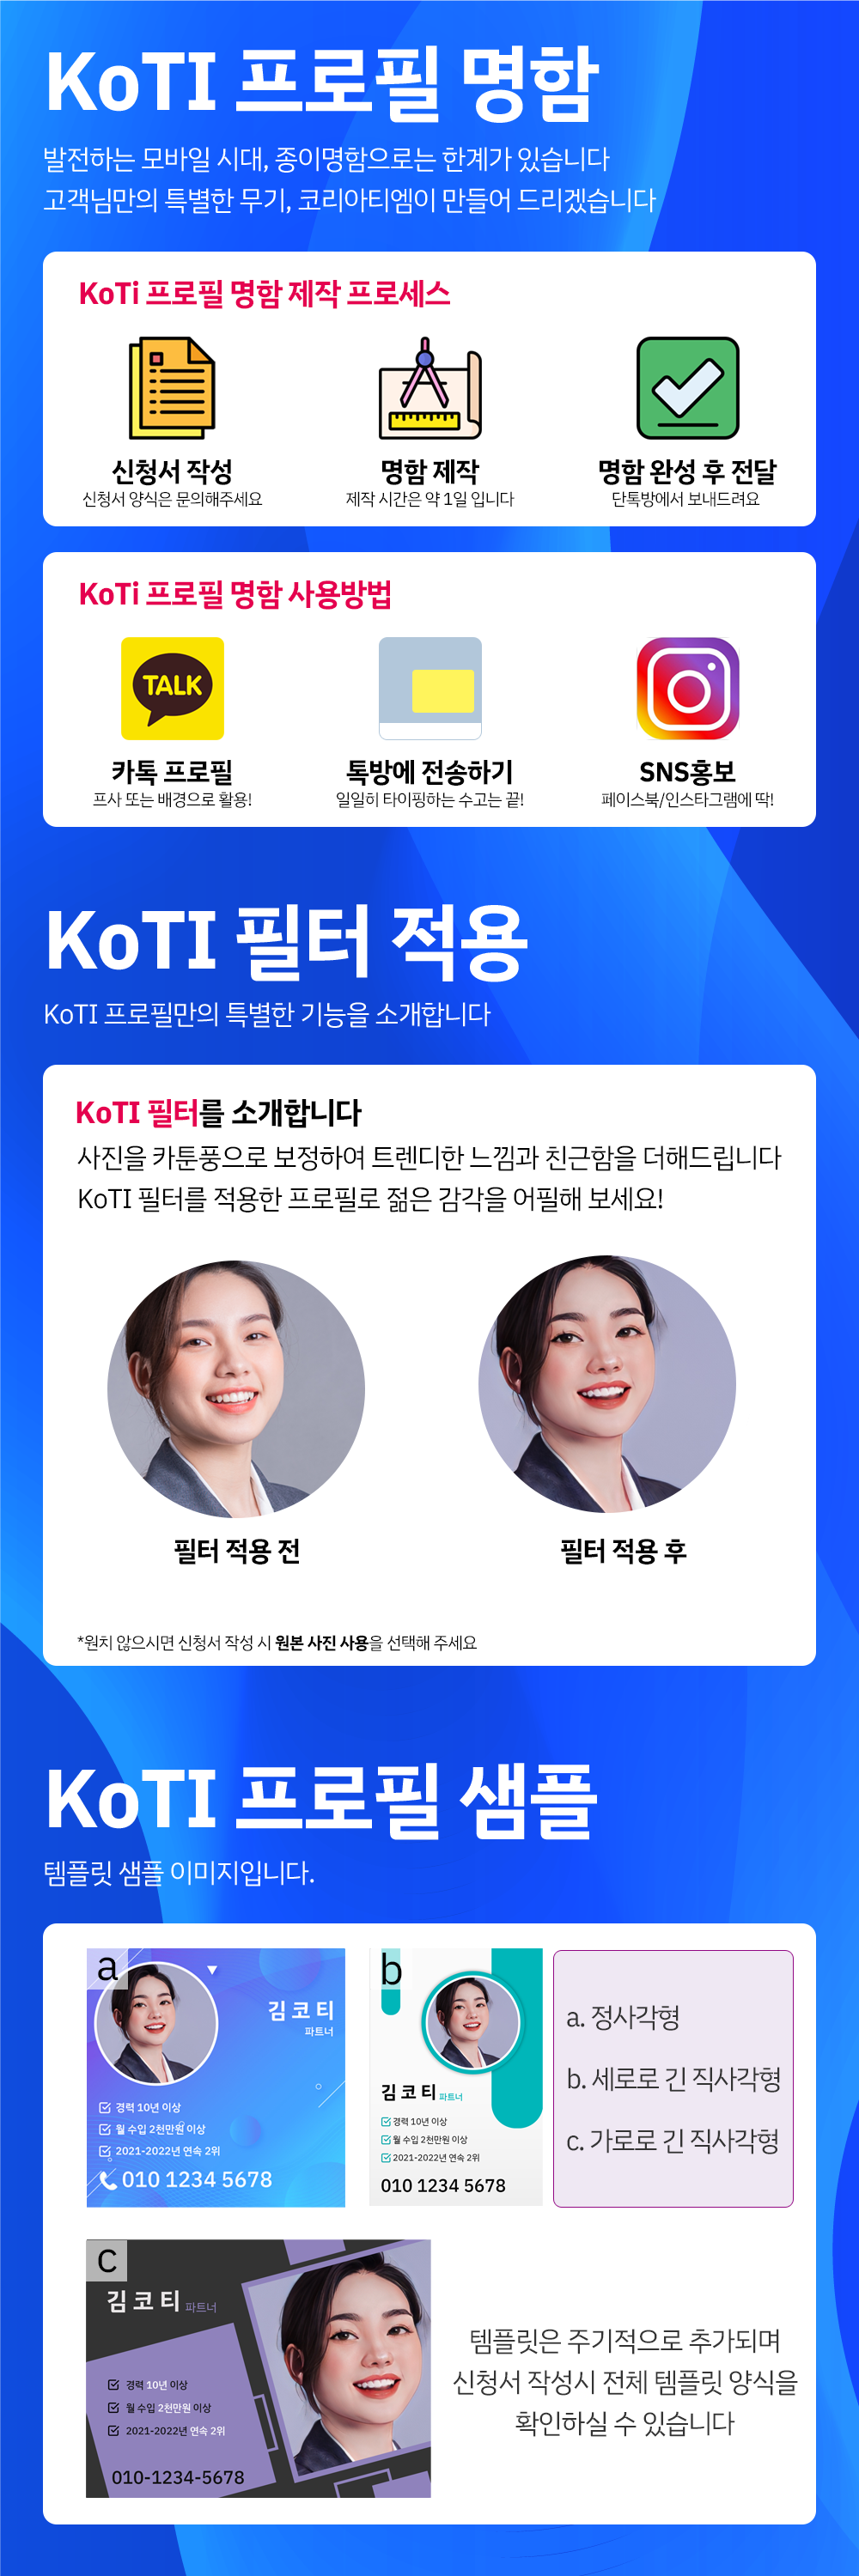 KoTI 프로필 명함
발전하는 모바일 시대, 종이명함으로는 한계가 있습니다
고객님만의 특별한 무기, 코리아티엠이 만들어 드리겠습니다
KoTi 프로필 명함 제작 프로세스
신청서 작성
신청서 양식은 문의해주세요
명함 제작
제작 시간은 약 1일 입니다
명함 완성 후 전달
단톡방에서 보내드려요
KoTi 프로필 명함 사용방법
TALK
카톡 프로필
프사 또는 배경으로 활용!
톡방에 전송하기
일일히 타이핑하는 수고는 끝!
SNS홍보
페이스북/인스타그램에 딱!
KoTI 필터 적용
KoTI 프로필만의 특별한 기능을 소개합니다
KoTI 필터를 소개합니다
사진을 카툰풍으로 보정하여 트렌디한 느낌과 친근함을 더해드립니다
KoTI 필터를 적용한 프로필로 젊은 감각을 어필해 보세요!
필터 적용 전
필터 적용 후
*원치 않으시면 신청서 작성 시 원본 사진 사용을 선택해 주세요
KoTI 프로필 샘플
템플릿 샘플 이미지입니다.
a
김코티
파트너
경력 10년 이상
월 수입 2천만원 이상
2021-2022년 연속 2위
010 1234 5678
b
김코티 파트너
경력 10년 이상
월 수입 2천만원 이상
2021-2022년 연속 2위
010 1234 5678
a. 정사각형
b. 세로로 긴 직사각형
c. 가로로 긴 직사각형
c
김코티 파트너
경력 10년 이상
월 수입 2천만원 이상
2021-2022년 연속 2위
010-1234-5678
템플릿은 주기적으로 추가되며
신청서 작성시 전체 템플릿 양식을
확인하실 수 있습니다